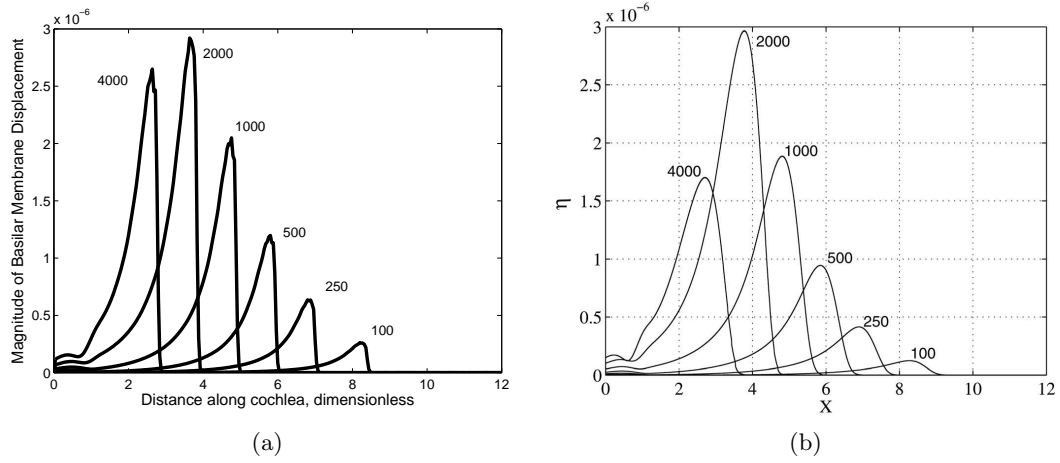 x 10⁻⁶
3
2.5
2
1.5
1
0.5
0
Magnitude of Basilar Membrane Displacement
4000
2000
1000
500
250
100
0 2 4 6 8 10 12
Distance along cochlea, dimensionless
(a)
x 10⁻⁶
3
2.5
2
1.5
1
0.5
0
η
2000
4000
1000
500
250
100
0 2 4 6 8 10 12
X
(b)